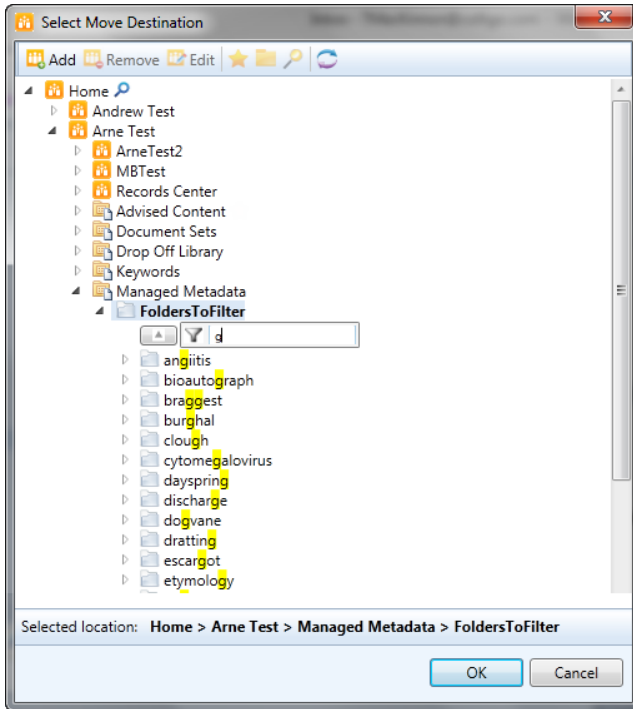 Select Move Destination
Add Remove Edit
Home
Andrew Test
Arne Test
ArneTest2
MBTest
Records Center
Advised Content
Document Sets
Drop Off Library
Keywords
Managed Metadata
FoldersToFilter
g
angiitis
bioautograph
braggest
burghal
clough
cytomegalovirus
dayspring
discharge
dogvane
dratting
escargot
etymology
Selected location: Home > Arne Test > Managed Metadata > FoldersToFilter
OK Cancel